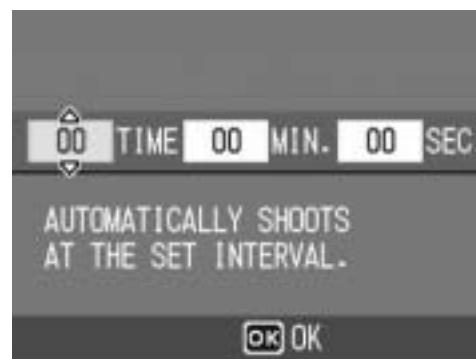 00 TIME 00 MIN. 00 SEC
AUTOMATICALLY SHOOTS
AT THE SET INTERVAL.
OK OK